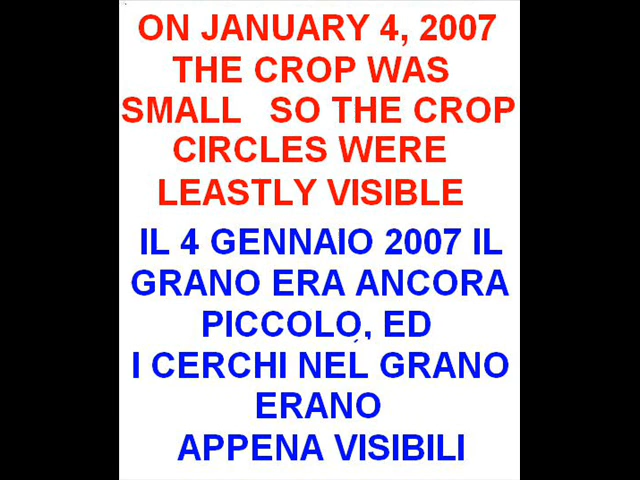 ON JANUARY 4, 2007
THE CROP WAS
SMALL SO THE CROP
CIRCLES WERE
LEASTLY VISIBLE
IL 4 GENNAIO 2007 IL
GRANO ERA ANCORA
PICCOLO, ED
I CERCHI NEL GRANO
ERANO
APPENA VISIBILI